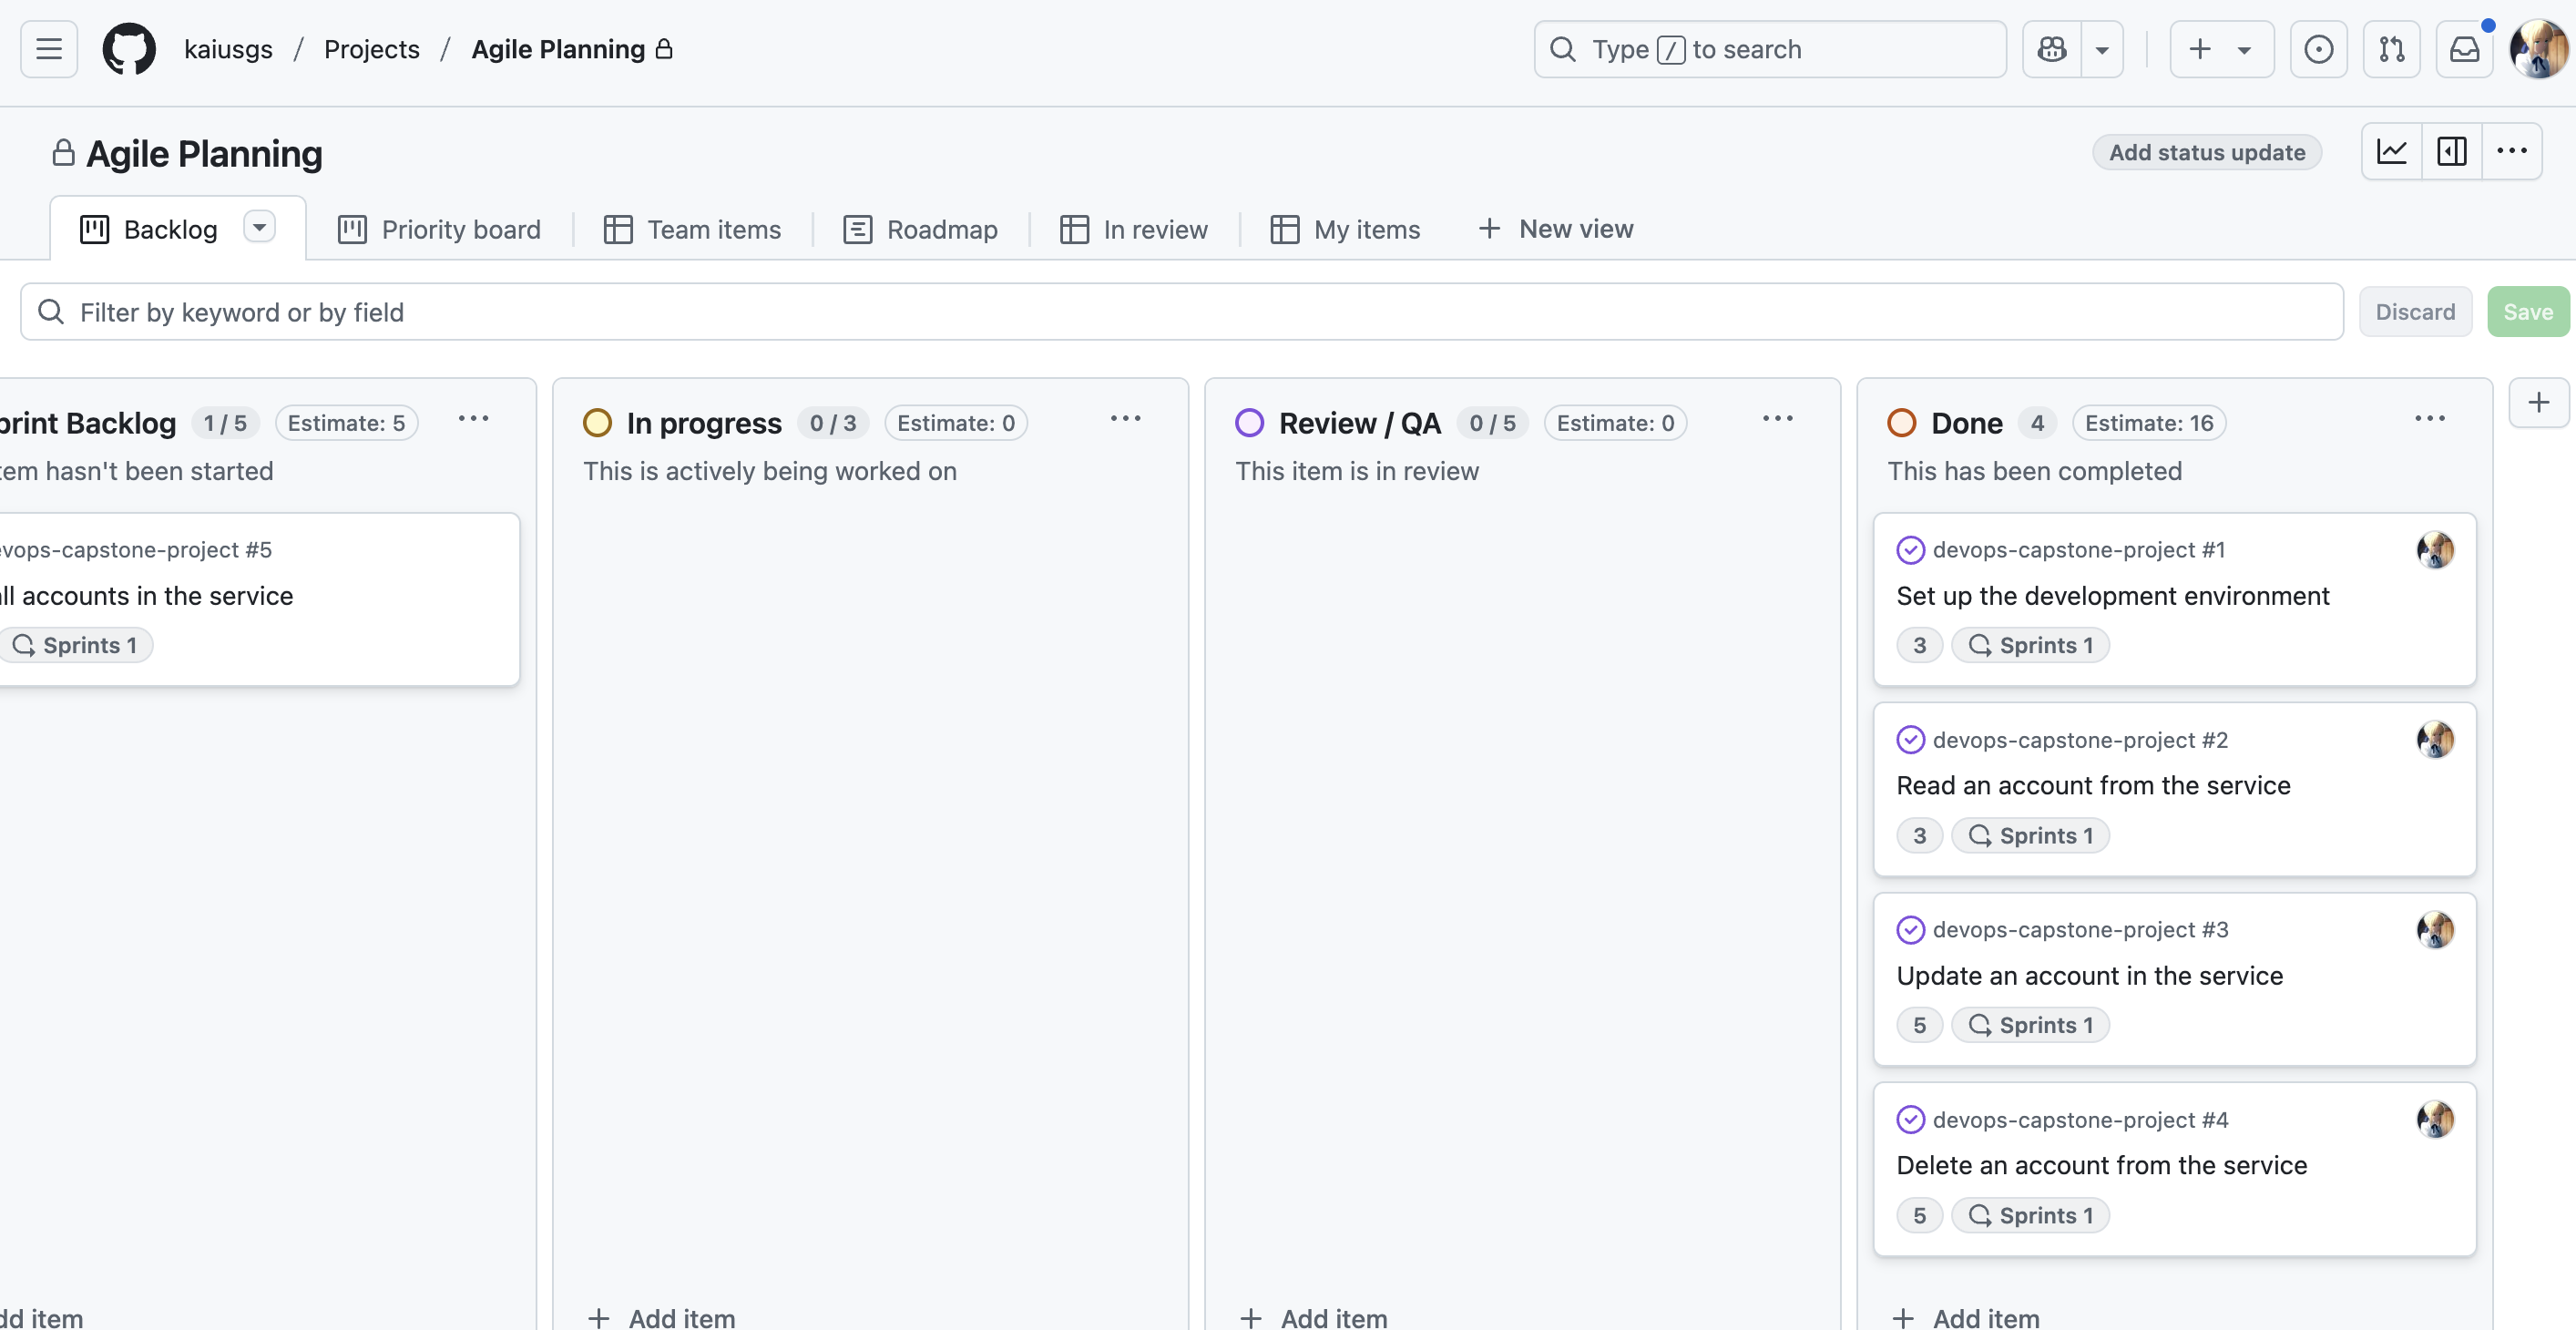 kaiusgs / Projects / Agile Planning
Type / to search
Agile Planning
Add status update
Backlog
Priority board
Team items
Roadmap
In review
My items
+ New view
Filter by keyword or by field
Discard
Save
print Backlog 1 / 5 Estimate: 5
em hasn't been started
vops-capstone-project #5
ll accounts in the service
Sprints 1
dd item
In progress 0 / 3 Estimate: 0
This is actively being worked on
+ Add item
Review / QA 0 / 5 Estimate: 0
This item is in review
+ Add item
Done 4 Estimate: 16
This has been completed
devops-capstone-project #1
Set up the development environment
3 Sprints 1
devops-capstone-project #2
Read an account from the service
3 Sprints 1
devops-capstone-project #3
Update an account in the service
5 Sprints 1
devops-capstone-project #4
Delete an account from the service
5 Sprints 1
+ Add item